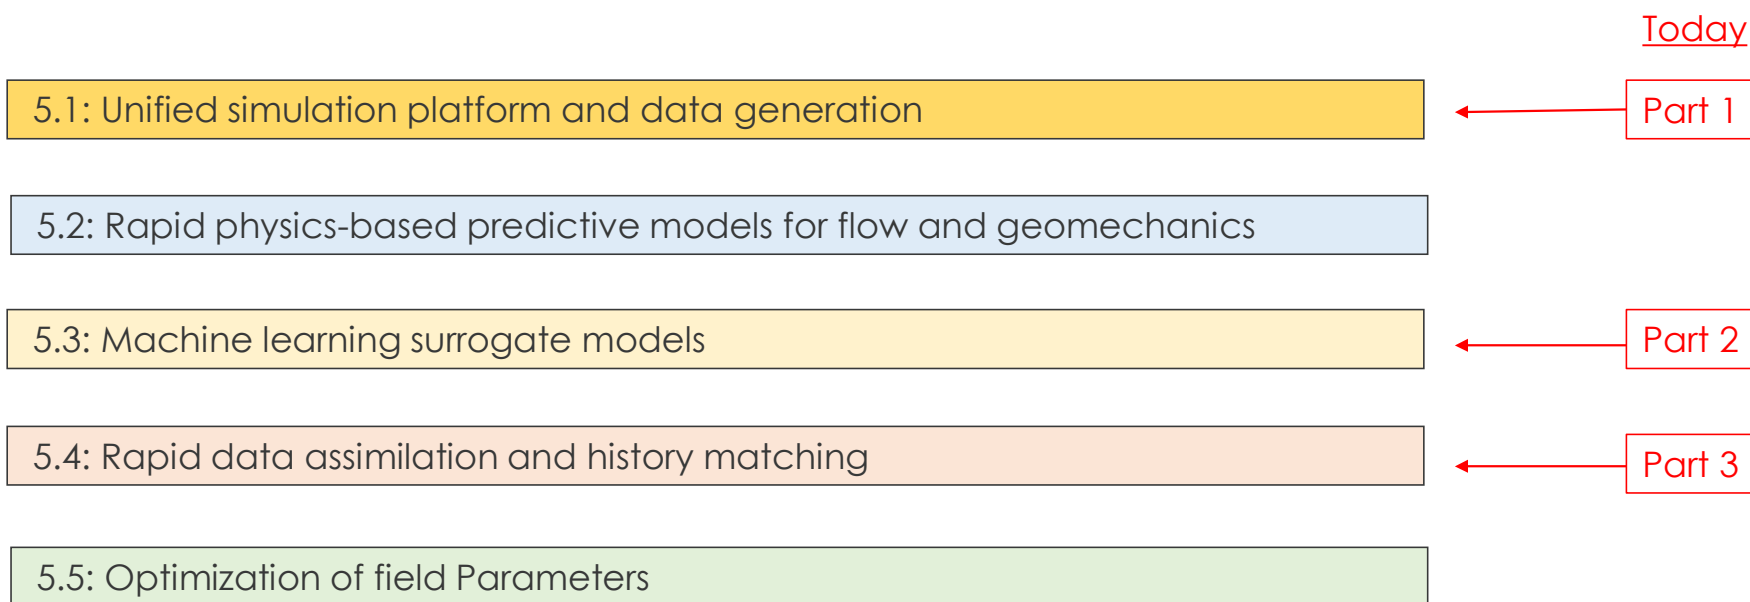 Today
5.1: Unified simulation platform and data generation
Part 1
5.2: Rapid physics-based predictive models for flow and geomechanics
5.3: Machine learning surrogate models
Part 2
5.4: Rapid data assimilation and history matching
Part 3
5.5: Optimization of field Parameters